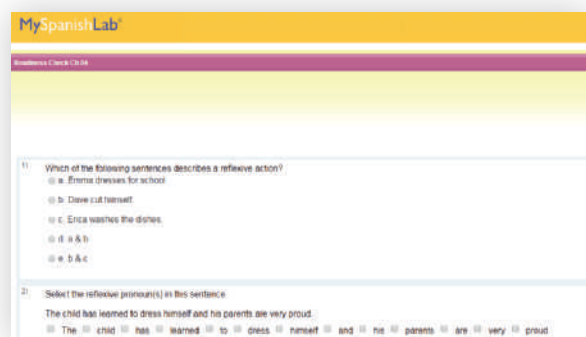 MySpanishLab
Readiness Check Ch 04
1) Which of the following sentences describes a reflexive action?
a. Emma dresses for school
b. Dave cut himself
c. Erica washes the dishes.
d. a & b
e. b & c
2) Select the reflexive pronoun(s) in this sentence
The child has learned to dress himself and his parents are very proud.
The child has learned to dress himself and his parents are very proud